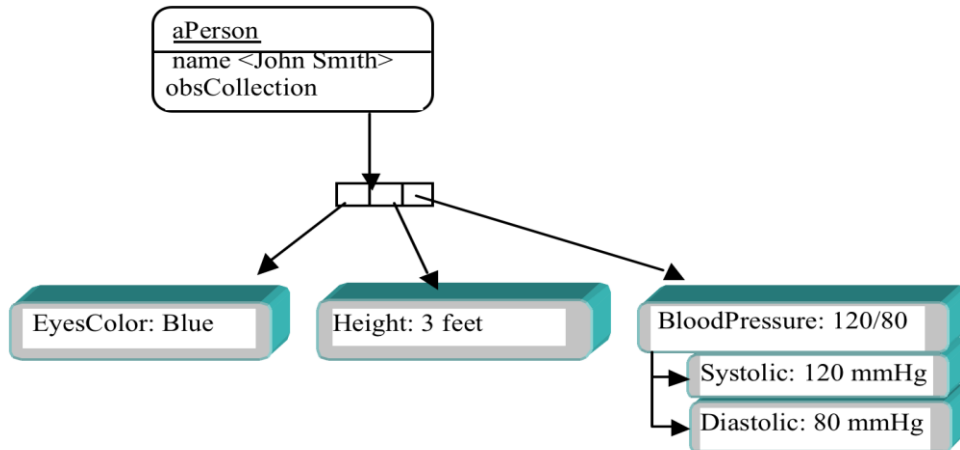 aPerson
name <John Smith>
obsCollection
EyesColor: Blue
Height: 3 feet
BloodPressure: 120/80
Systolic: 120 mmHg
Diastolic: 80 mmHg